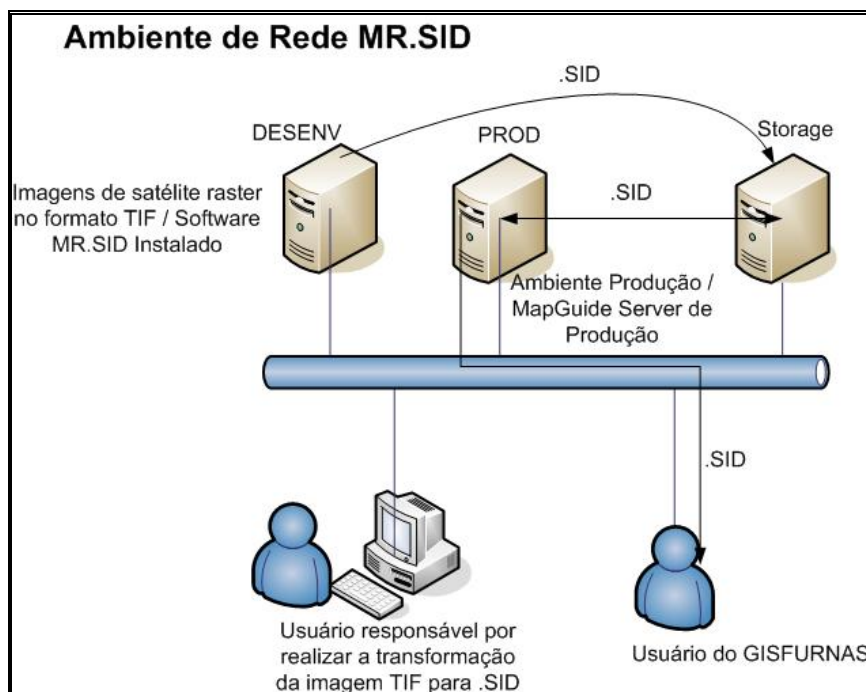 Ambiente de Rede MR.SID
.SID
DESENV
PROD
Storage
Imagens de satélite raster
no formato TIF / Software
MR.SID Instalado
.SID
Ambiente Produção /
MapGuide Server de
Produção
.SID
Usuário responsável por
realizar a transformação
da imagem TIF para .SID
Usuário do GISFURNAS